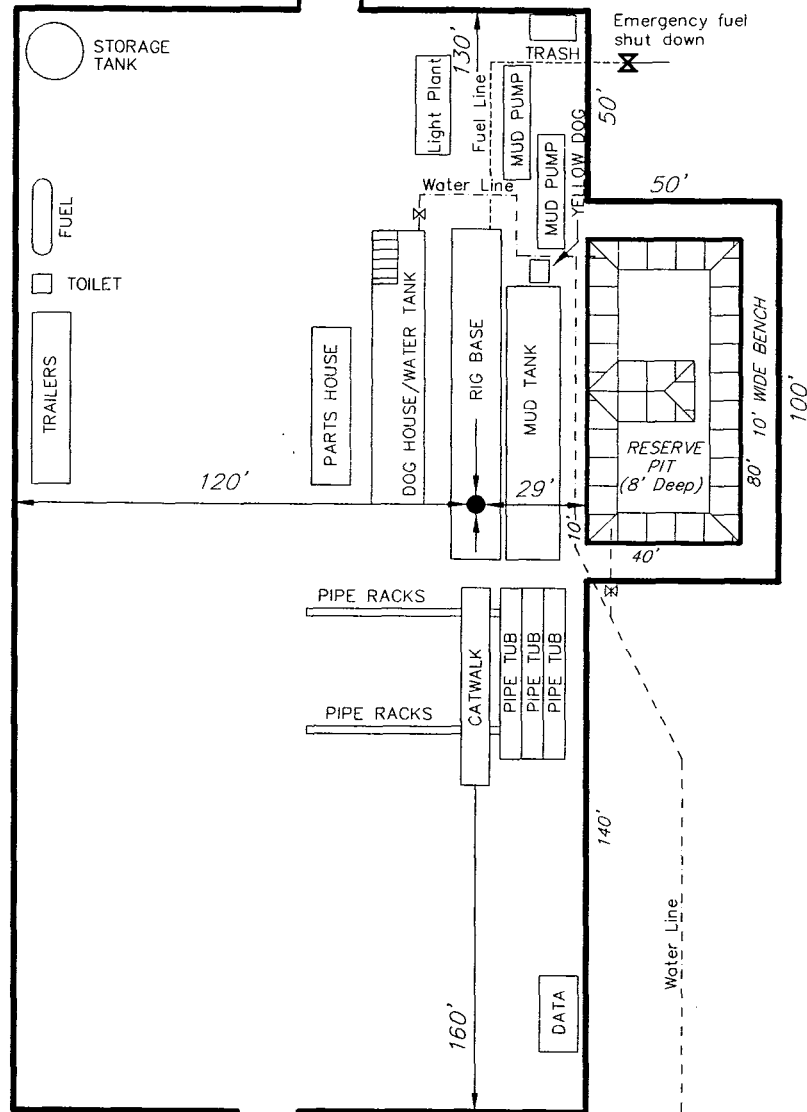 Emergency fuel
shut down
STORAGE
TANK
130'
TRASH
Light Plant
Fuel Line
MUD PUMP
50'
MUD PUMP
YELLOW DOG
Water Line
50'
FUEL
TOILET
TRAILERS
PARTS HOUSE
DOG HOUSE/WATER TANK
RIG BASE
MUD TANK
RESERVE
PIT
(8' Deep)
80'
10' WIDE BENCH
100'
120'
29'
10'
40'
PIPE RACKS
CATWALK
PIPE TUB
PIPE TUB
PIPE TUB
PIPE RACKS
140'
Water Line
160'
DATA